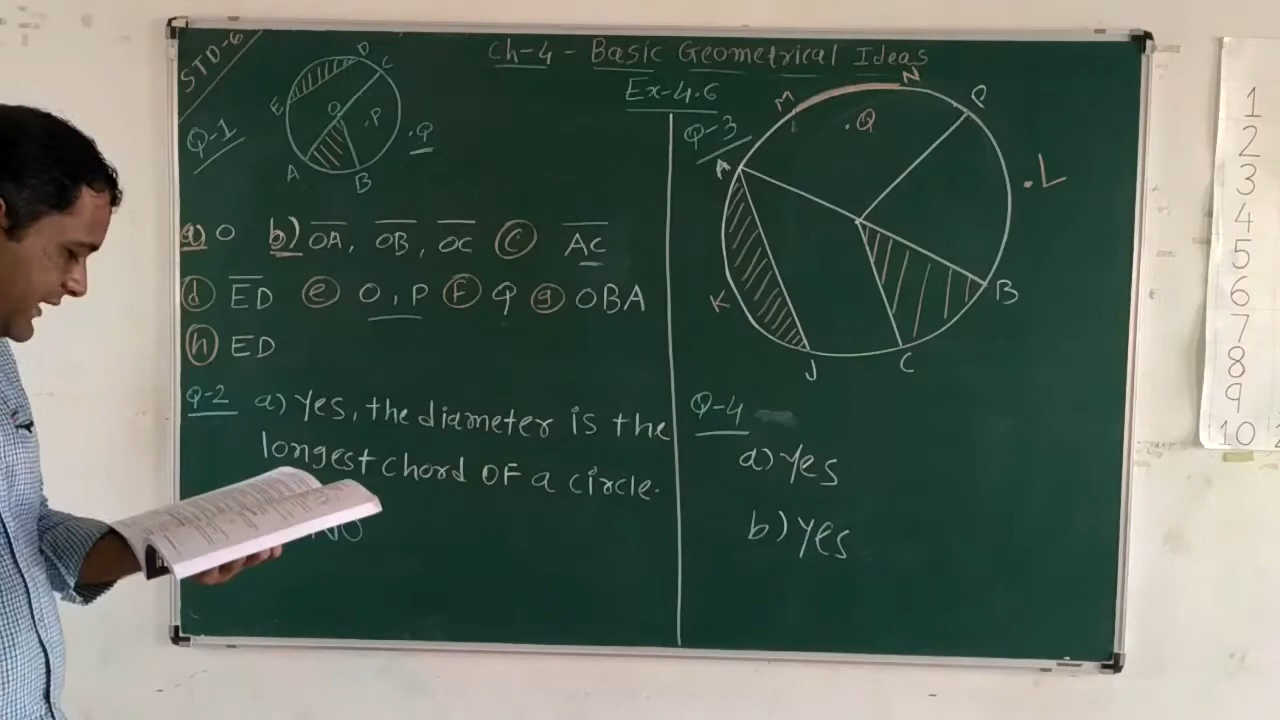 STD-6
Ch-4 - Basic Geometrical Ideas
Ex-4.6
Q-1
D
C
E
O
.P
.Q
A
B
a) O b) OA, OB, OC c) AC
d) ED e) O, P f) Q g) OBA
h) ED
Q-2 a) Yes, the diameter is the
longest chord of a circle.
NO
Q-3
M
N
P
.Q
A
.L
K
B
J
C
Q-4
a) Yes
b) Yes
1
2
3
4
5
6
7
8
9
10